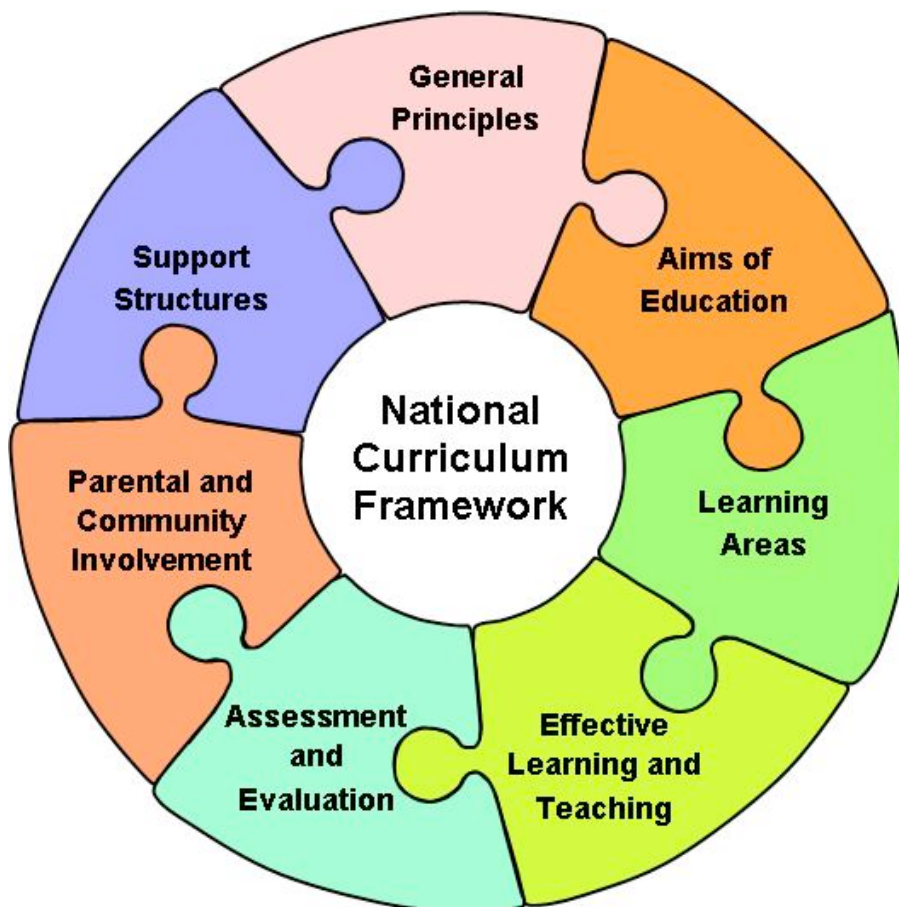 General
Principles
Aims of
Education
Learning
Areas
Effective
Learning and
Teaching
Assessment
and
Evaluation
Parental and
Community
Involvement
Support
Structures
National
Curriculum
Framework